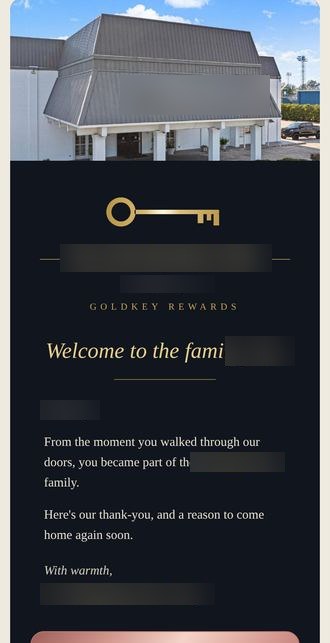 GOLDKEY REWARDS
Welcome to the fami
From the moment you walked through our
doors, you became part of th
family.
Here's our thank-you, and a reason to come
home again soon.
With warmth,